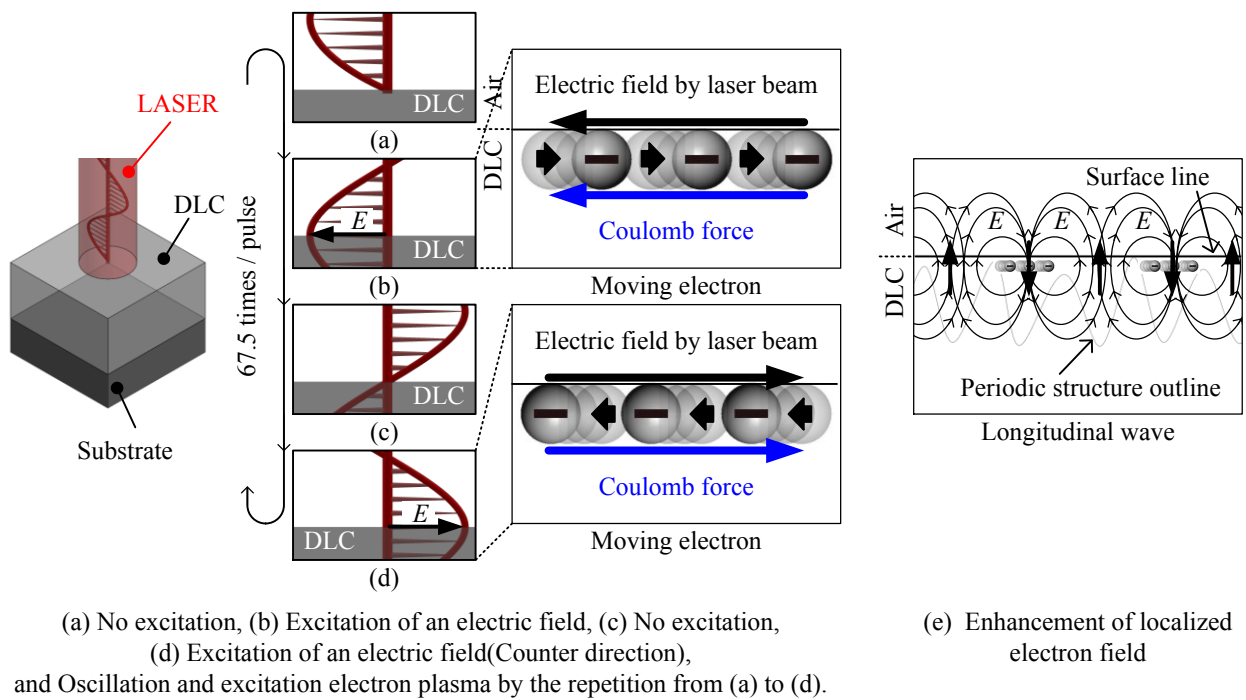 LASER
DLC
Substrate
67.5 times / pulse
DLC
(a)
E
DLC
(b)
DLC
(c)
E
DLC
(d)
Air
DLC
Electric field by laser beam
Coulomb force
Moving electron
Electric field by laser beam
Coulomb force
Moving electron
Air
DLC
Surface line
E E E
Periodic structure outline
Longitudinal wave
(a) No excitation, (b) Excitation of an electric field, (c) No excitation,
(d) Excitation of an electric field(Counter direction),
and Oscillation and excitation electron plasma by the repetition from (a) to (d).
(e) Enhancement of localized
electron field